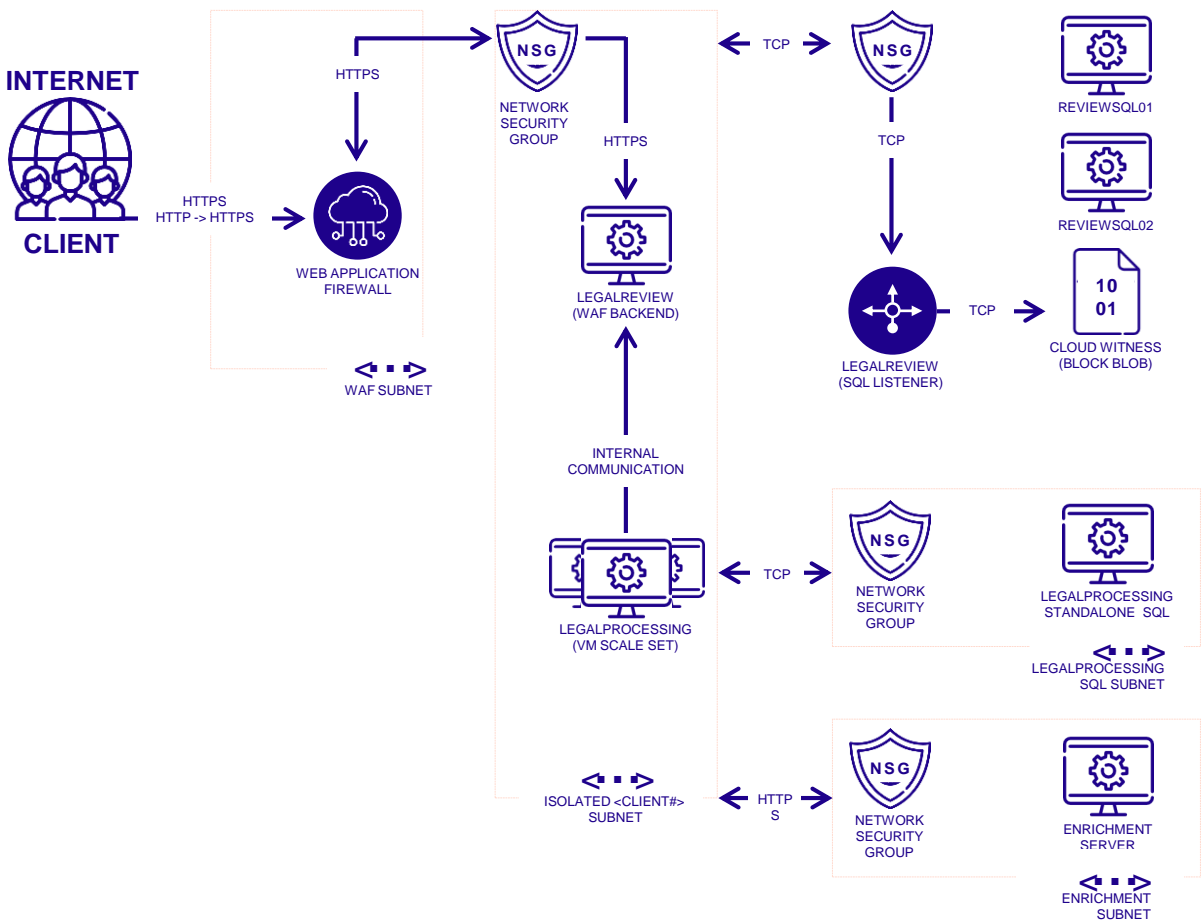 INTERNET
CLIENT
HTTPS
HTTP -> HTTPS
HTTPS
WEB APPLICATION
FIREWALL
WAF SUBNET
NSG
NETWORK
SECURITY
GROUP
HTTPS
LEGALREVIEW
(WAF BACKEND)
INTERNAL
COMMUNICATION
LEGALPROCESSING
(VM SCALE SET)
ISOLATED <CLIENT#>
SUBNET
TCP
NSG
TCP
LEGALREVIEW
(SQL LISTENER)
TCP
REVIEWSQL01
REVIEWSQL02
10
01
CLOUD WITNESS
(BLOCK BLOB)
TCP
NSG
NETWORK
SECURITY
GROUP
LEGALPROCESSING
STANDALONE SQL
LEGALPROCESSING
SQL SUBNET
HTTP
S
NSG
NETWORK
SECURITY
GROUP
ENRICHMENT
SERVER
ENRICHMENT
SUBNET